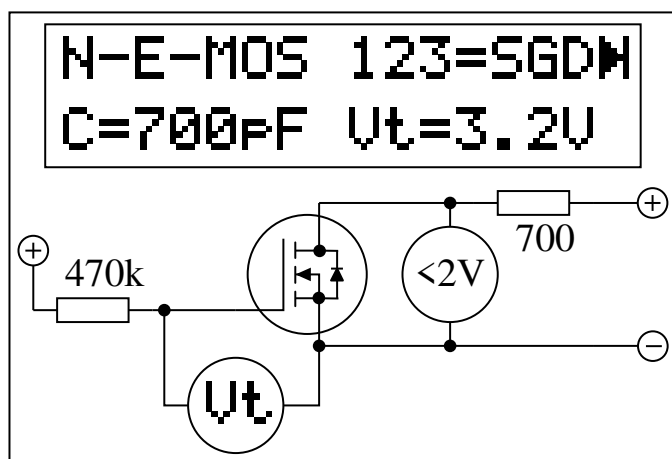 N-E-MOS 123=SGD
C=700pF Vt=3.2V
470k
700
<2V
Vt
+
+
−